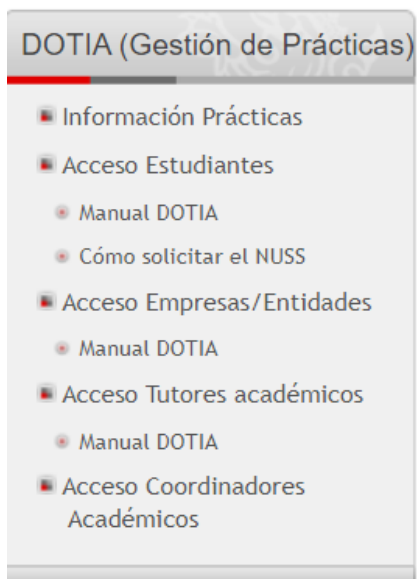 DOTIA (Gestión de Prácticas)
Información Prácticas
Acceso Estudiantes
Manual DOTIA
Cómo solicitar el NUSS
Acceso Empresas/Entidades
Manual DOTIA
Acceso Tutores académicos
Manual DOTIA
Acceso Coordinadores
Académicos